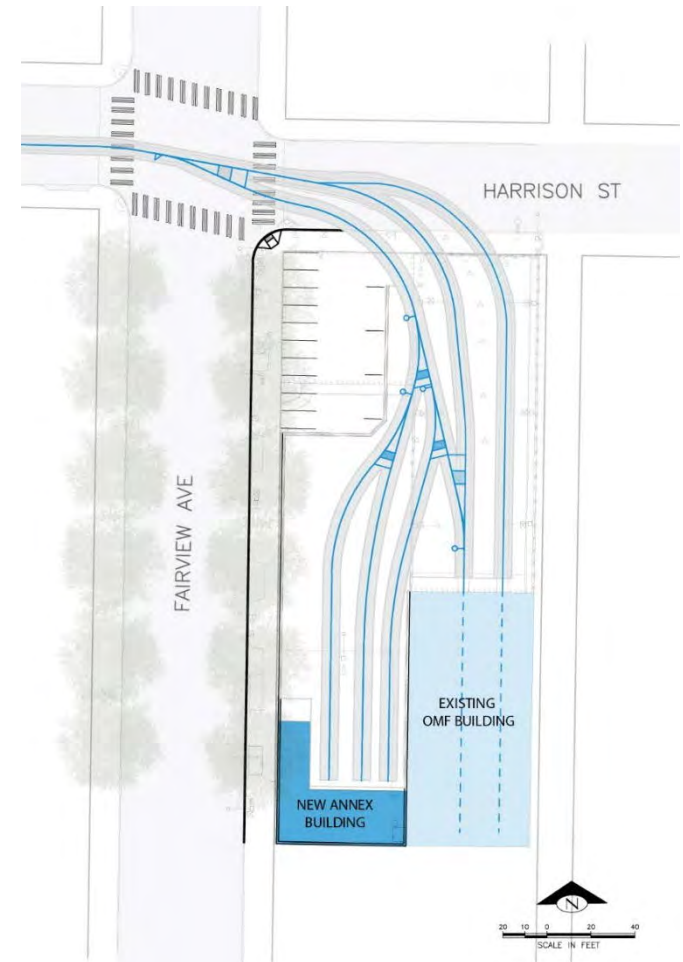 HARRISON ST
FAIRVIEW AVE
EXISTING
OMF BUILDING
NEW ANNEX
BUILDING
N
20 10 0 20 40
SCALE IN FEET